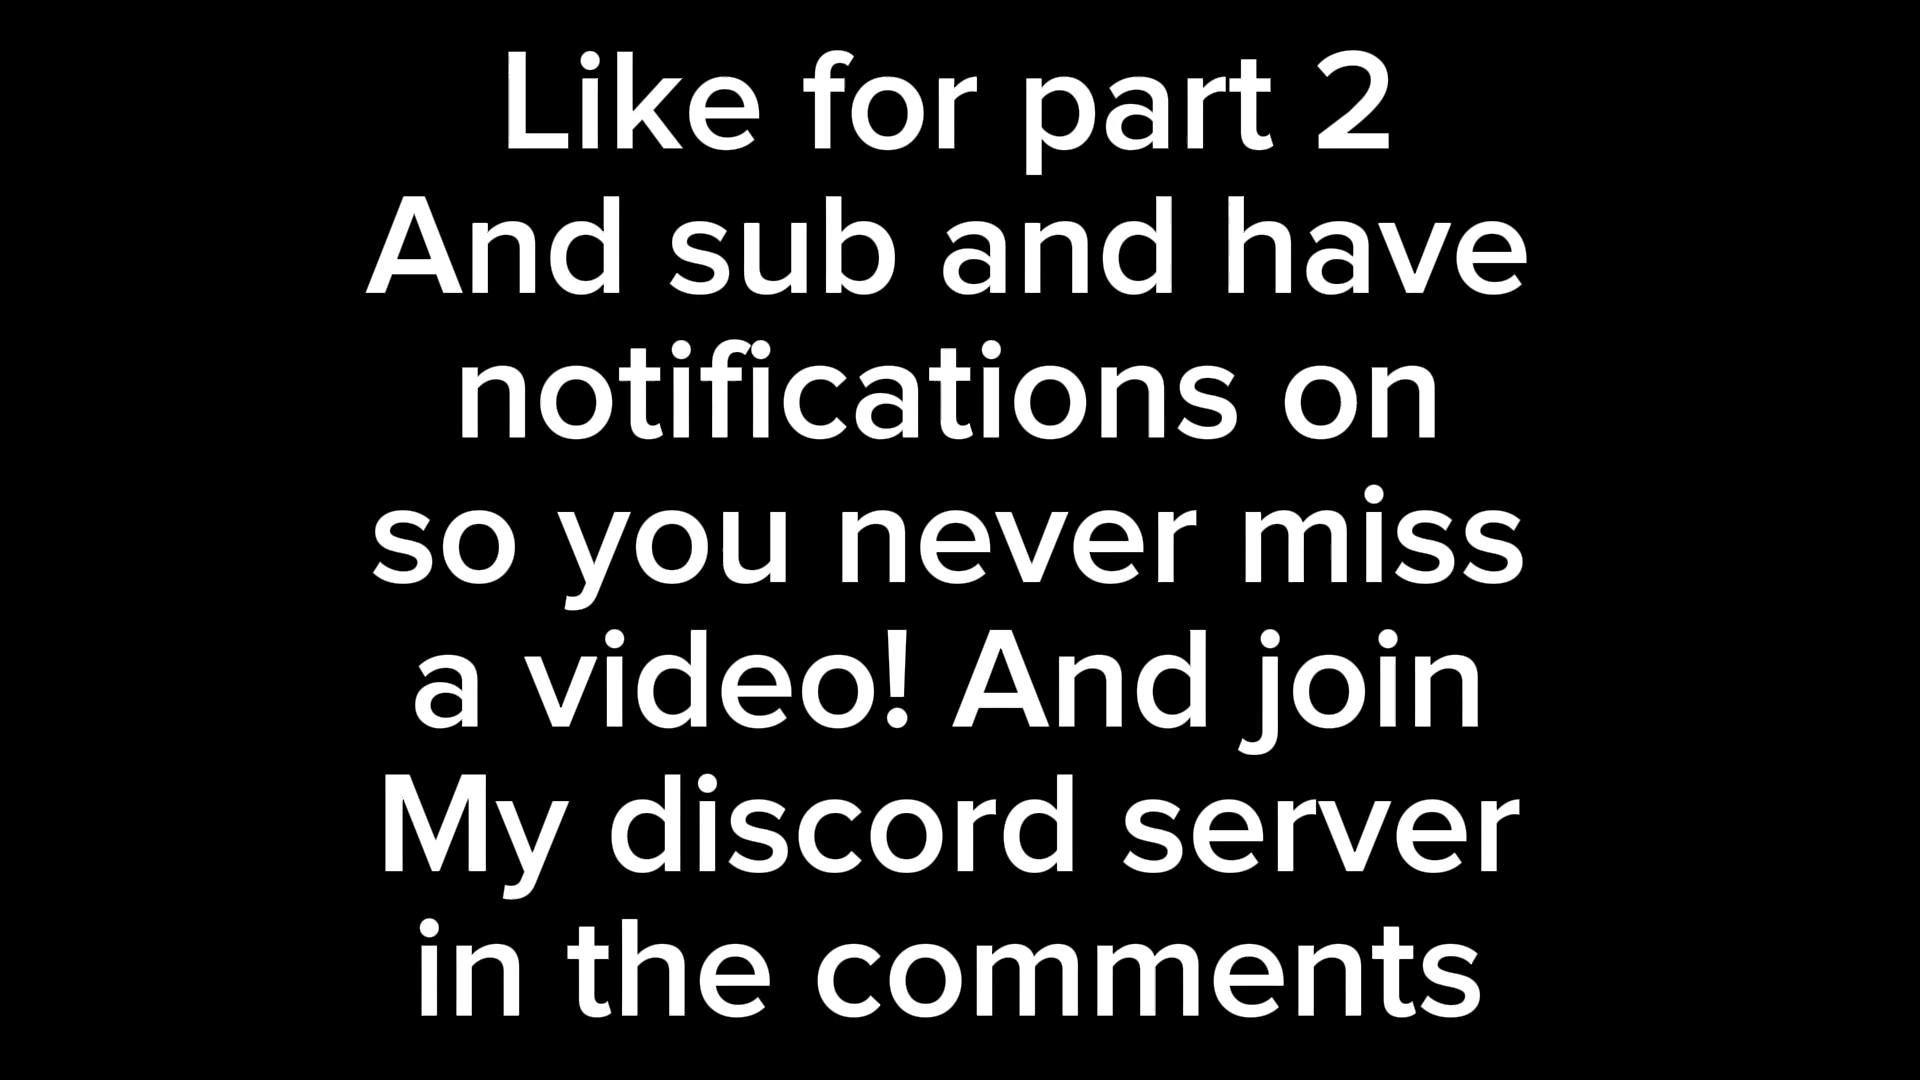 Like for part 2
And sub and have
notifications on
so you never miss
a video! And join
My discord server
in the comments